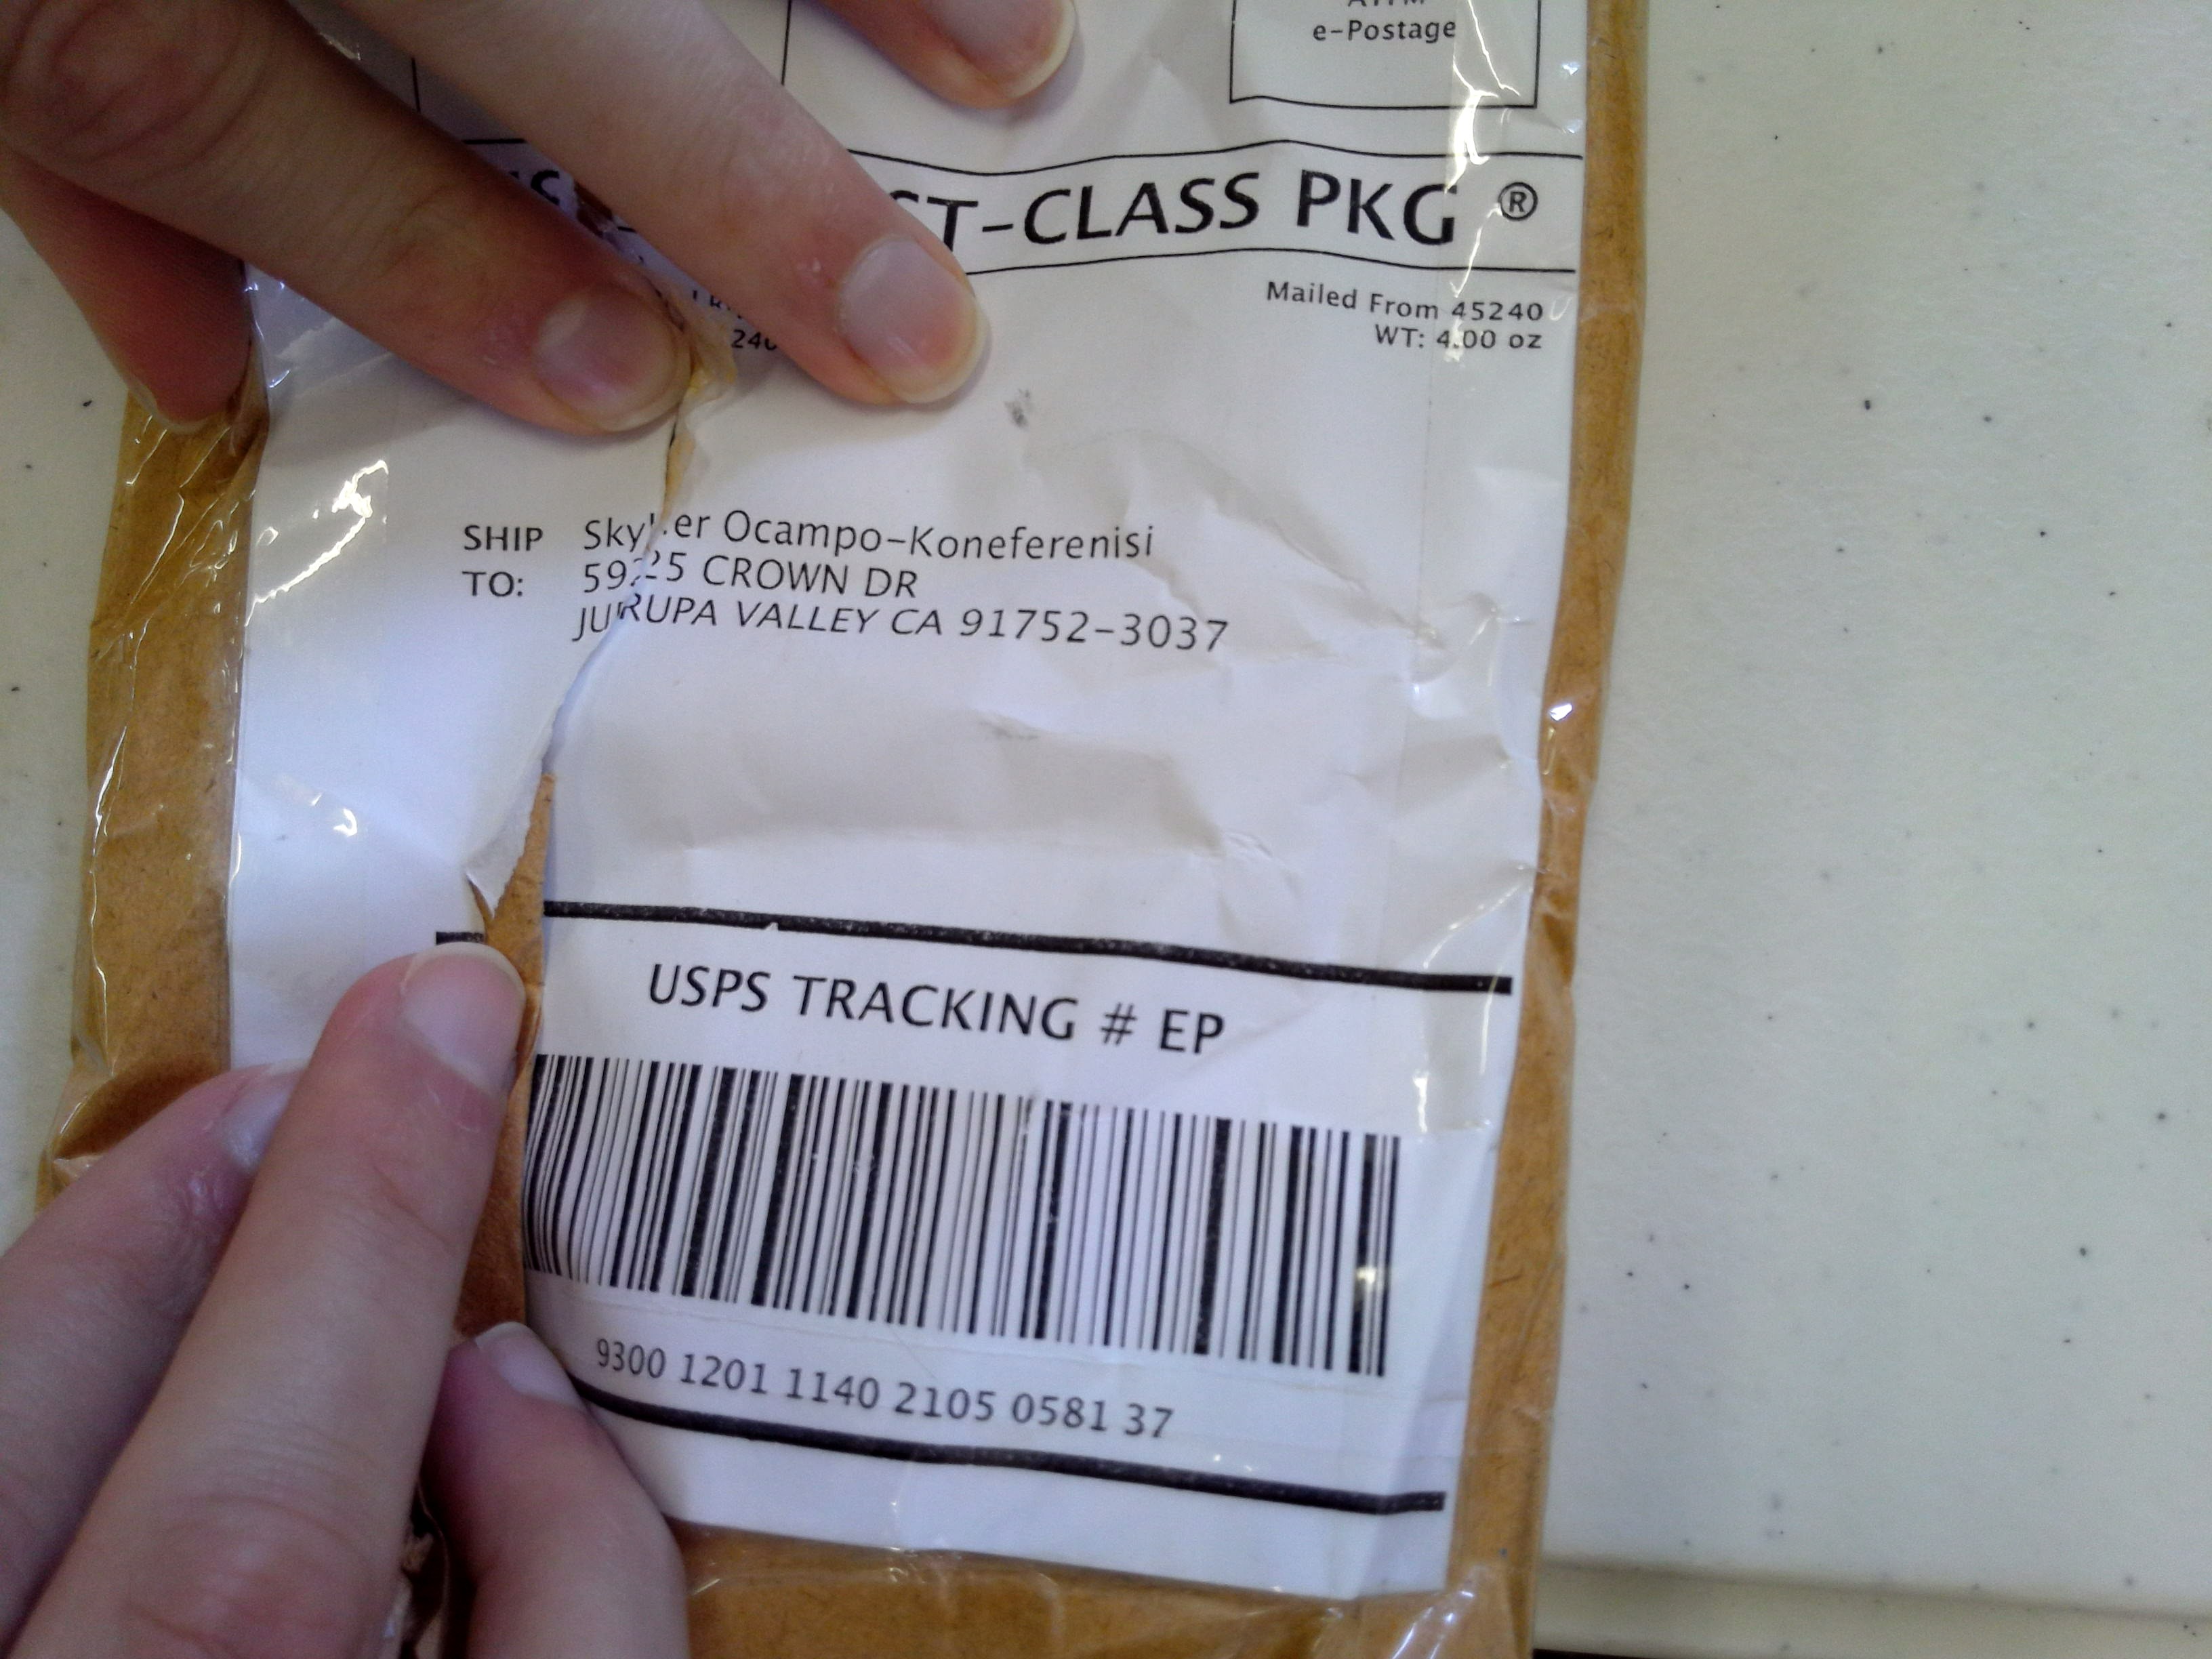 e-Postage
ST-CLASS PKG ®
Mailed From 45240
WT: 4.00 oz
SHIP TO:
Ocampo-Koneferenisi
CROWN DR
JURUPA VALLEY CA 91752-3037
USPS TRACKING # EP
9300 1201 1140 2105 0581 37